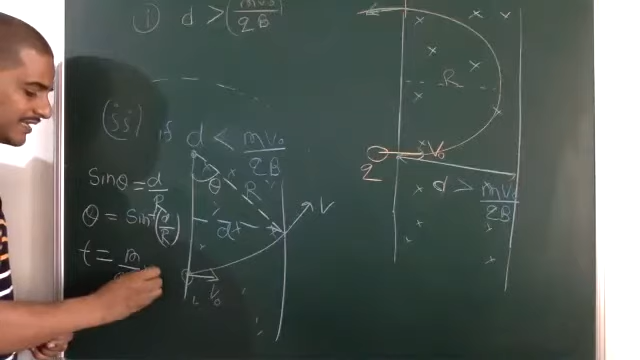 (i) d > (mv₀/qB)
(ii) if d < mv₀/qB
Sinθ = d/R
θ = Sin⁻¹(d/R)
t = m
θ
R
d
V
V₀
R
V₀
q
d > mv₀/qB